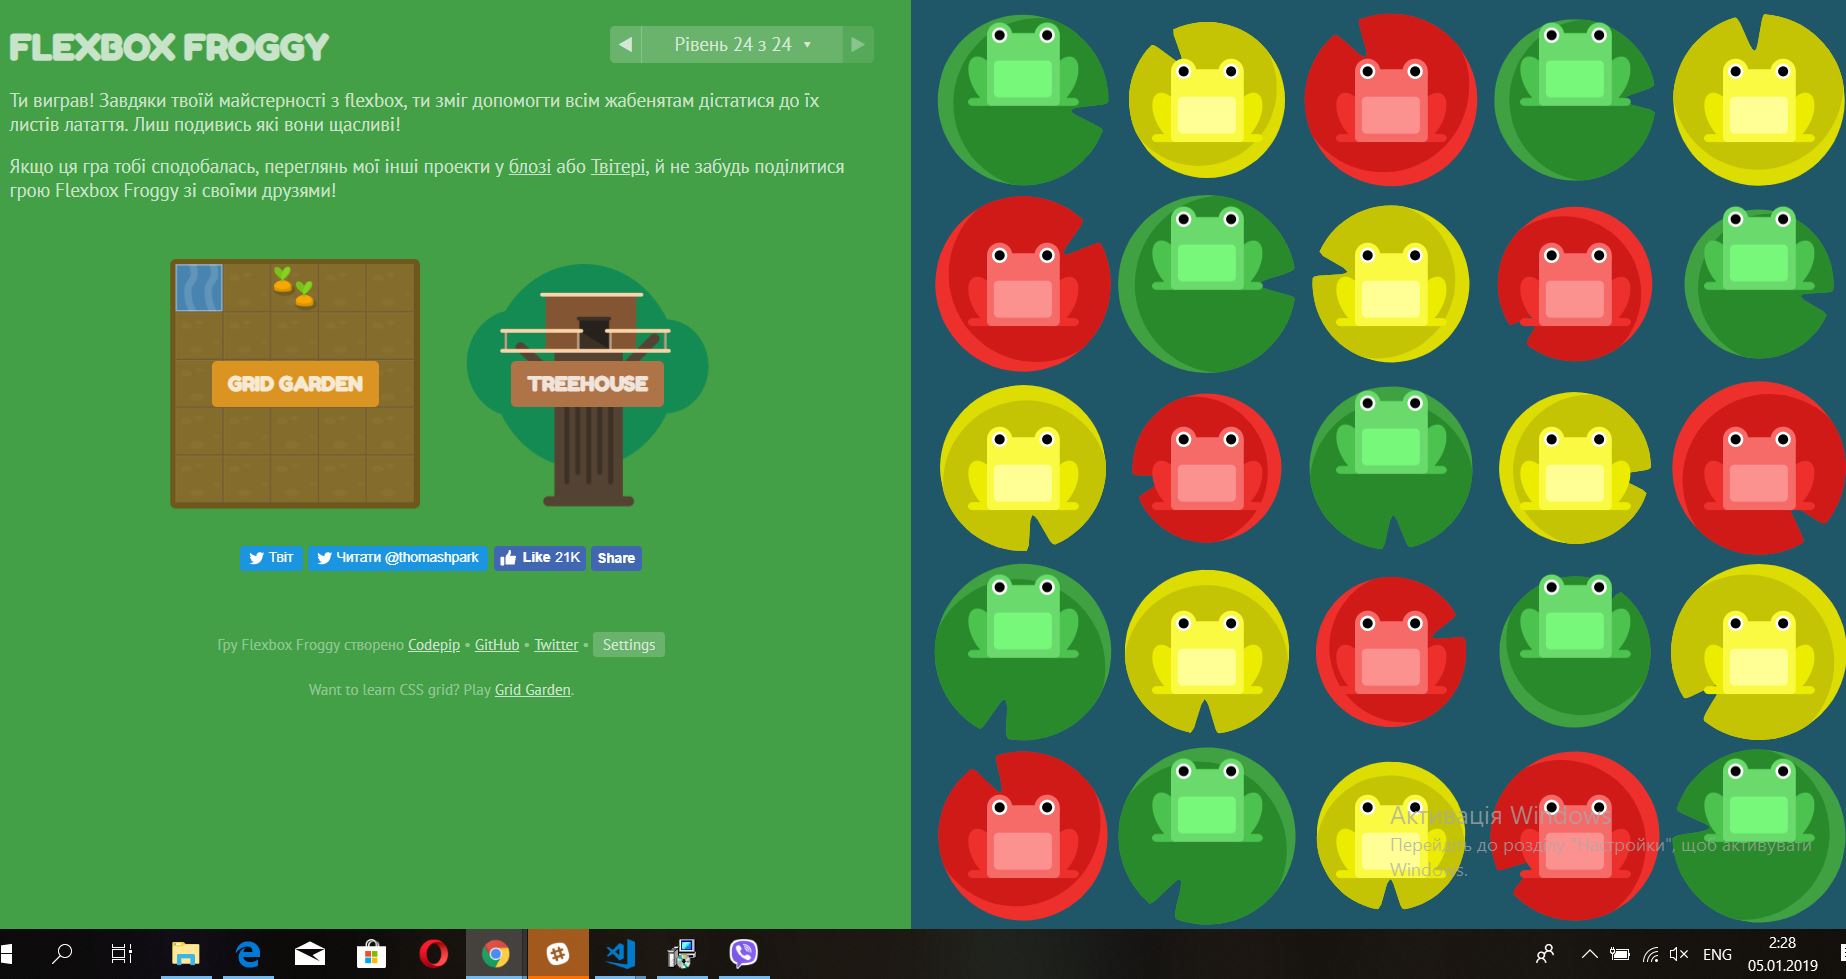 FLEXBOX FROGGY
Рівень 24 з 24
Ти виграв! Завдяки твоїй майстерності з flexbox, ти зміг допомогти всім жабенятам дістатися до їх
листів латаття. Лиш подивись які вони щасливі!
Якщо ця гра тобі сподобалась, переглянь мої інші проекти у блозі або Твітері, й не забудь поділитися
грою Flexbox Froggy зі своїми друзями!
GRID GARDEN
TREEHOUSE
Твіт
Читати @thomashpark
Like 21K
Share
Гру Flexbox Froggy створено Codepip • GitHub • Twitter • Settings
Want to learn CSS grid? Play Grid Garden.
Активація Windows
Перейдіть до розділу "Настройки", щоб активувати
Windows.
ENG
2:28
05.01.2019